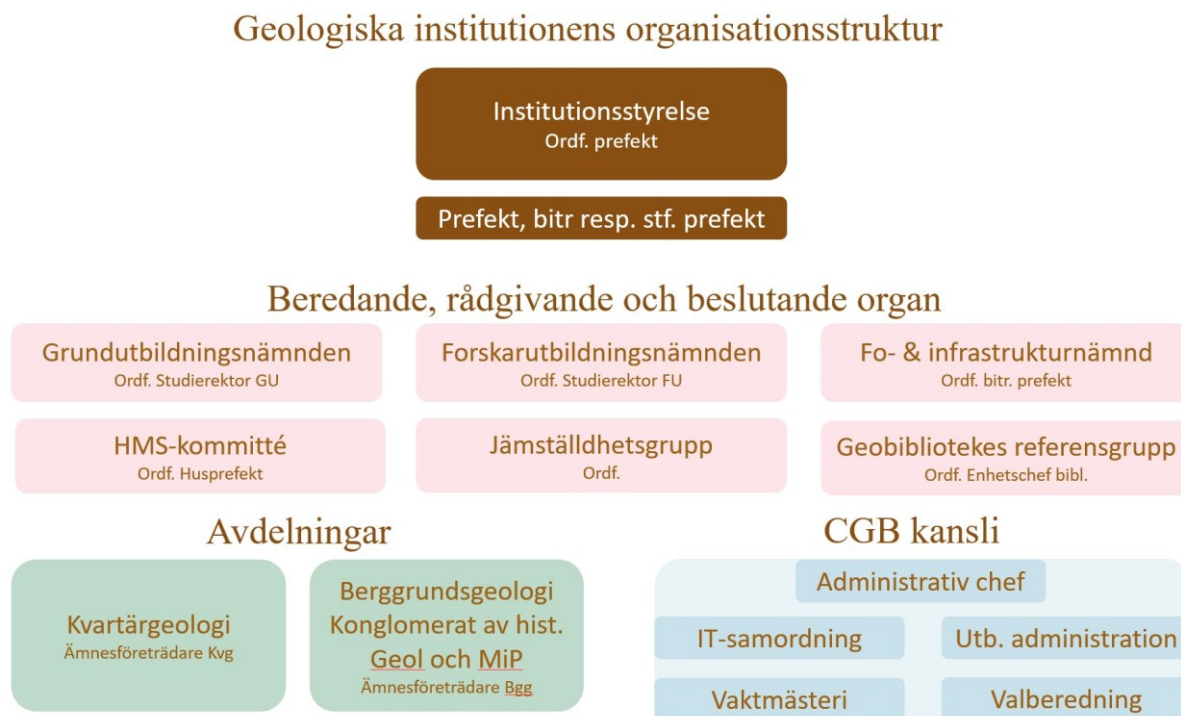 Geologiska institutionens organisationsstruktur
Institutionsstyrelse
Ordf. prefekt
Prefekt, bitr resp. stf. prefekt
Beredande, rådgivande och beslutande organ
Grundutbildningsnämnden
Ordf. Studierektor GU
Forskarutbildningsnämnden
Ordf. Studierektor FU
Fo- & infrastrukturnämnd
Ordf. bitr. prefekt
HMS-kommitté
Ordf. Husprefekt
Jämställdhetsgrupp
Ordf.
Geobibliotekes referensgrupp
Ordf. Enhetschef bibl.
Avdelningar
Kvartärgeologi
Ämnesföreträdare Kvg
Berggrundsgeologi
Konglomerat av hist.
Geol och MiP
Ämnesföreträdare Bgg
CGB kansli
Administrativ chef
IT-samordning
Utb. administration
Vaktmästeri
Valberedning